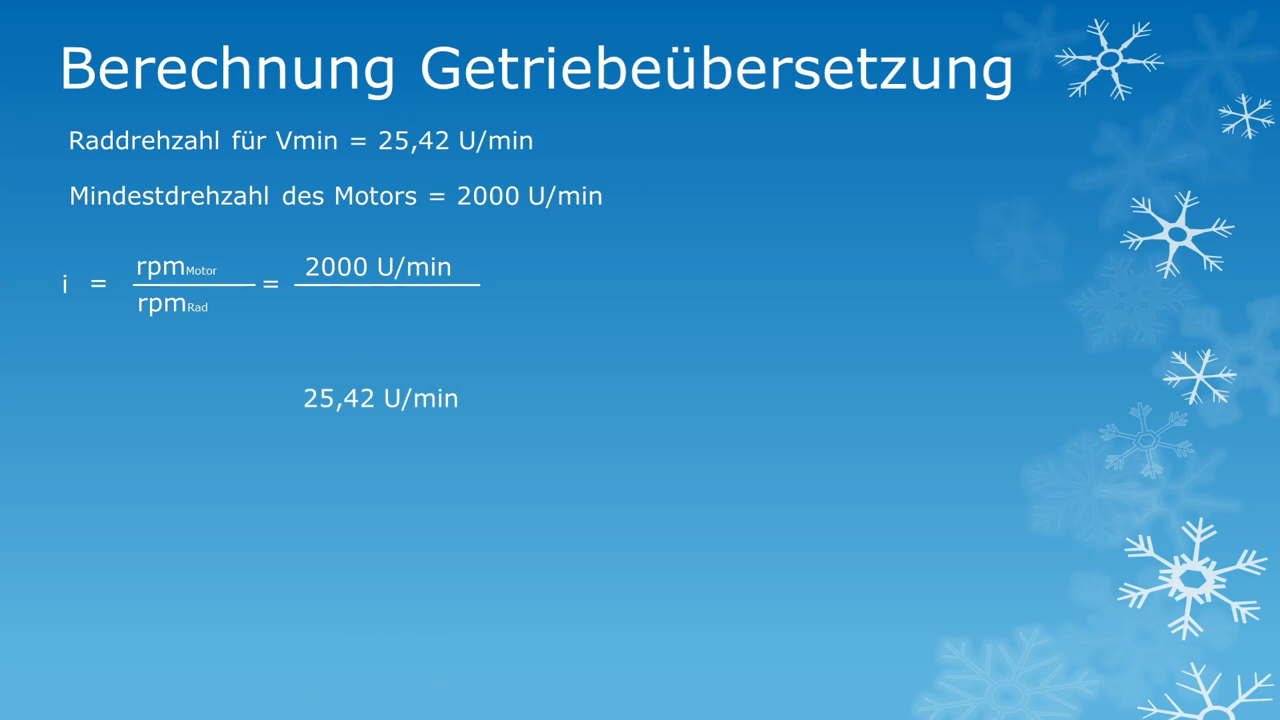 Berechnung Getriebeübersetzung
Raddrehzahl für Vmin = 25,42 U/min
Mindestdrehzahl des Motors = 2000 U/min
i = rpmMotor = 2000 U/min
rpmRad
25,42 U/min